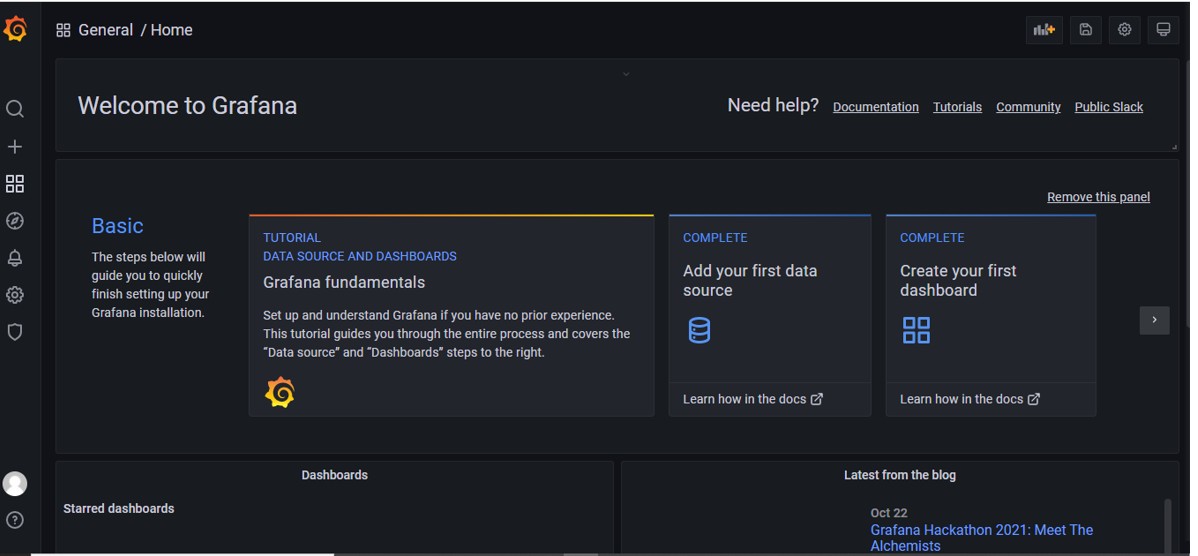 General / Home
Welcome to Grafana
Need help? Documentation Tutorials Community Public Slack
Remove this panel
Basic
The steps below will
guide you to quickly
finish setting up your
Grafana installation.
TUTORIAL
DATA SOURCE AND DASHBOARDS
Grafana fundamentals
Set up and understand Grafana if you have no prior experience.
This tutorial guides you through the entire process and covers the
“Data source” and “Dashboards” steps to the right.
COMPLETE
Add your first data
source
Learn how in the docs
COMPLETE
Create your first
dashboard
Learn how in the docs
Dashboards
Starred dashboards
Latest from the blog
Oct 22
Grafana Hackathon 2021: Meet The
Alchemists